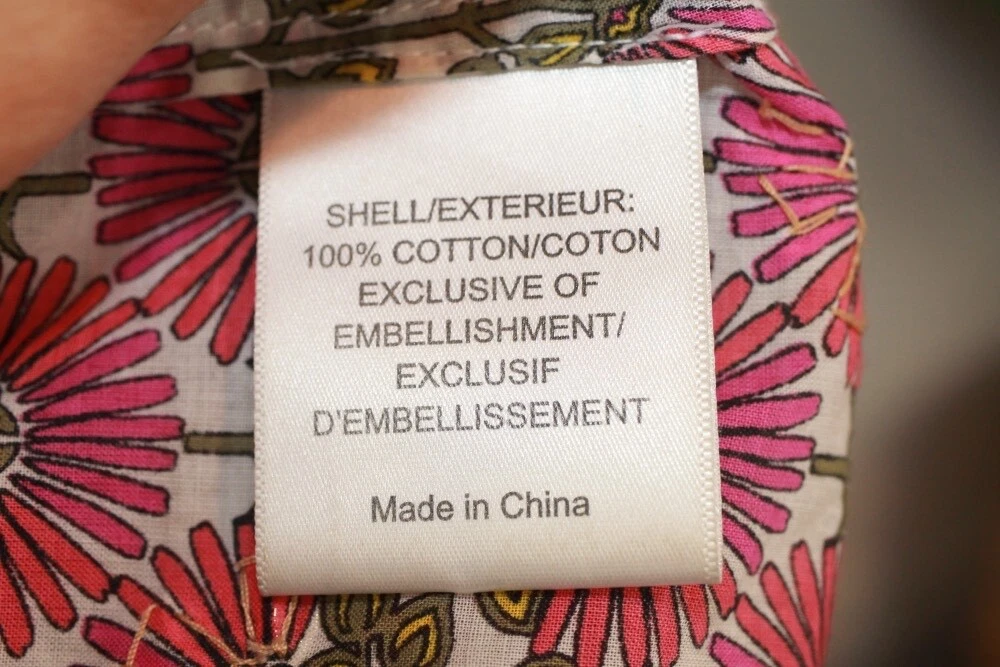 SHELL/EXTERIEUR:
100% COTTON/COTON
EXCLUSIVE OF
EMBELLISHMENT/
EXCLUSIF
D'EMBELLISSEMENT
Made in China